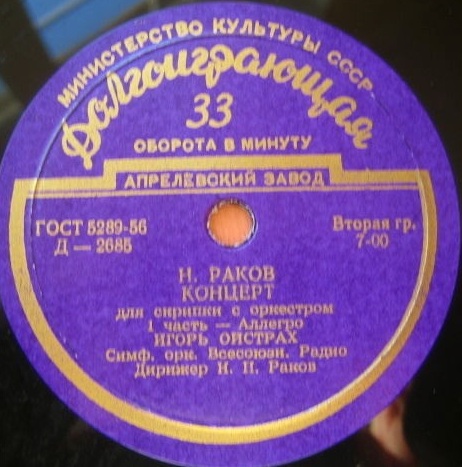 МИНИСТЕРСТВО КУЛЬТУРЫ СССР
Долгоиграющая
33
ОБОРОТА В МИНУТУ
АПРЕЛЕВСКИЙ ЗАВОД
ГОСТ 5289-56
Д — 2685
Вторая гр.
7-00
Н. РАКОВ
КОНЦЕРТ
для скрипки с оркестром
1 часть — Аллегро
ИГОРЬ ОЙСТРАХ
Симф. орк. Всесоюзн. Радио
Дирижер Н. П. Раков